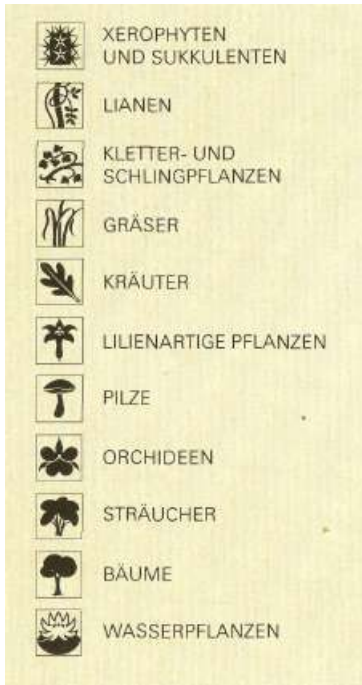 XEROPHYTEN
UND SUKKULENTEN
LIANEN
KLETTER- UND
SCHLINGPFLANZEN
GRÄSER
KRÄUTER
LILIENARTIGE PFLANZEN
PILZE
ORCHIDEEN
STRÄUCHER
BÄUME
WASSERPFLANZEN